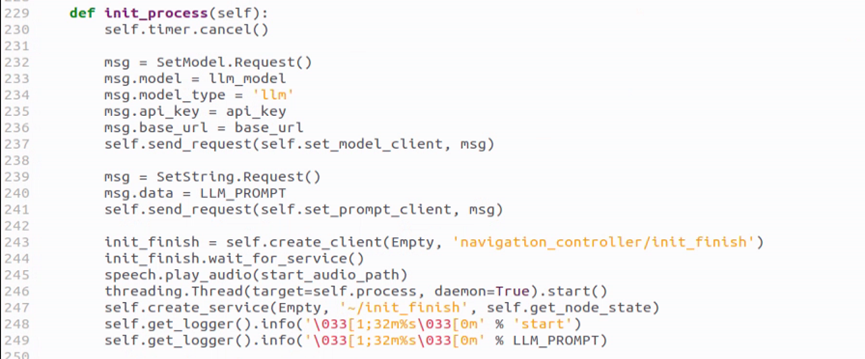 229 def init_process(self):
230 self.timer.cancel()
231
232 msg = SetModel.Request()
233 msg.model = llm_model
234 msg.model_type = 'llm'
235 msg.api_key = api_key
236 msg.base_url = base_url
237 self.send_request(self.set_model_client, msg)
238
239 msg = SetString.Request()
240 msg.data = LLM_PROMPT
241 self.send_request(self.set_prompt_client, msg)
242
243 init_finish = self.create_client(Empty, 'navigation_controller/init_finish')
244 init_finish.wait_for_service()
245 speech.play_audio(start_audio_path)
246 threading.Thread(target=self.process, daemon=True).start()
247 self.create_service(Empty, '~/init_finish', self.get_node_state)
248 self.get_logger().info('\033[1;32m%s\033[0m' % 'start')
249 self.get_logger().info('\033[1;32m%s\033[0m' % LLM_PROMPT)
250